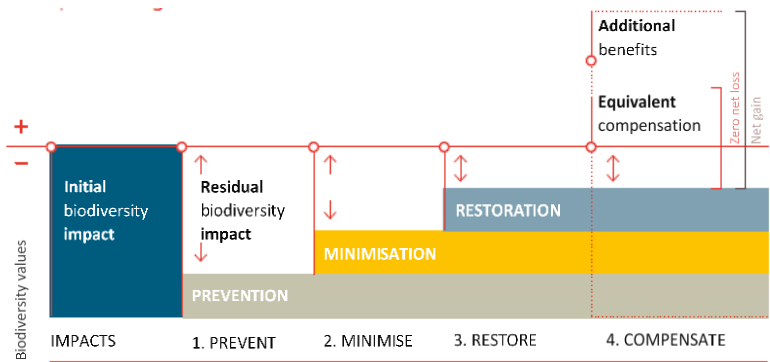 Additional
benefits
Equivalent
compensation
Zero net loss
Net gain
+
−
Initial
biodiversity
impact
Residual
biodiversity
impact
RESTORATION
MINIMISATION
PREVENTION
Biodiversity values
IMPACTS
1. PREVENT
2. MINIMISE
3. RESTORE
4. COMPENSATE